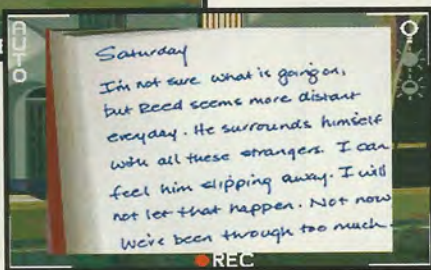 AUTO
Saturday
I'm not sure what is going on,
but Reed seems more distant
everyday. He surrounds himself
with all these strangers. I can
feel him slipping away. I will
not let that happen. Not now
We've been through too much.
REC